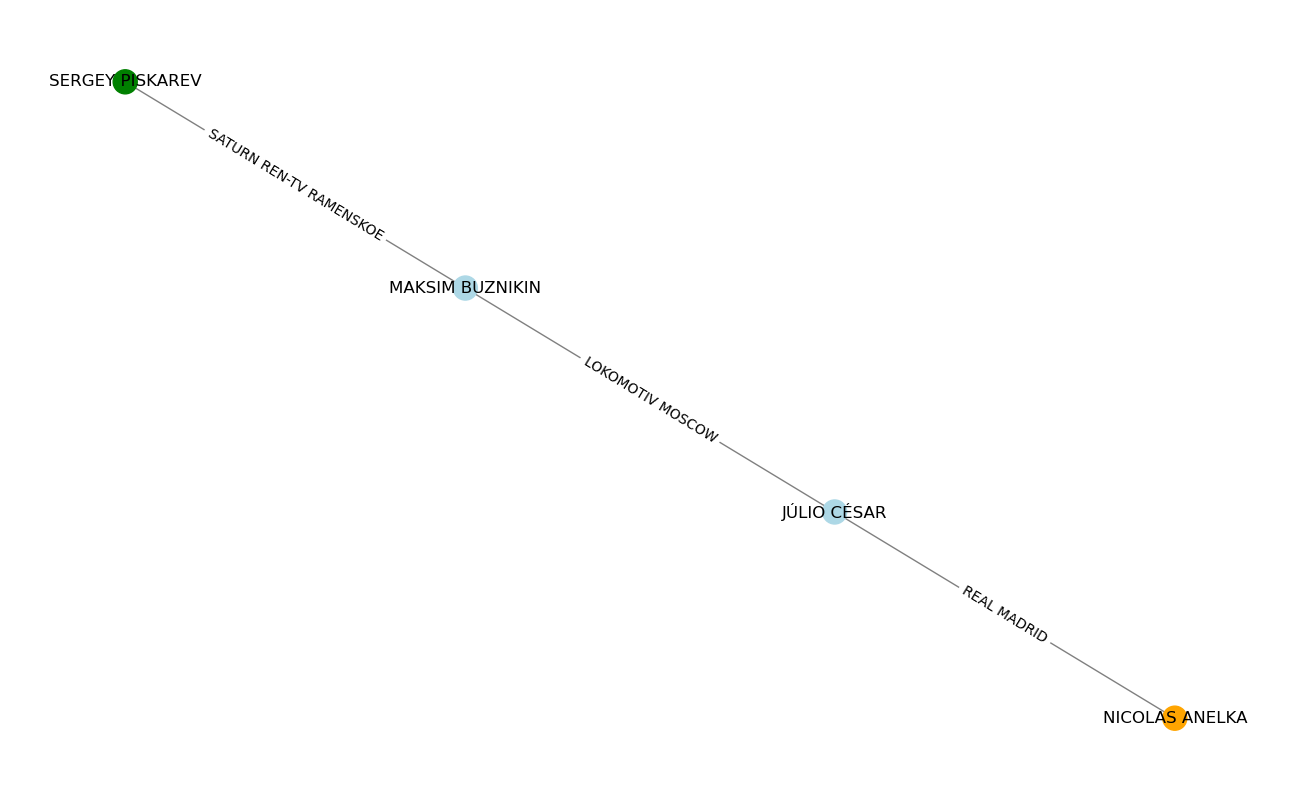 SERGEY PISKAREV
SATURN REN-TV RAMENSKOE
MAKSIM BUZNIKIN
LOKOMOTIV MOSCOW
JÚLIO CÉSAR
REAL MADRID
NICOLAS ANELKA